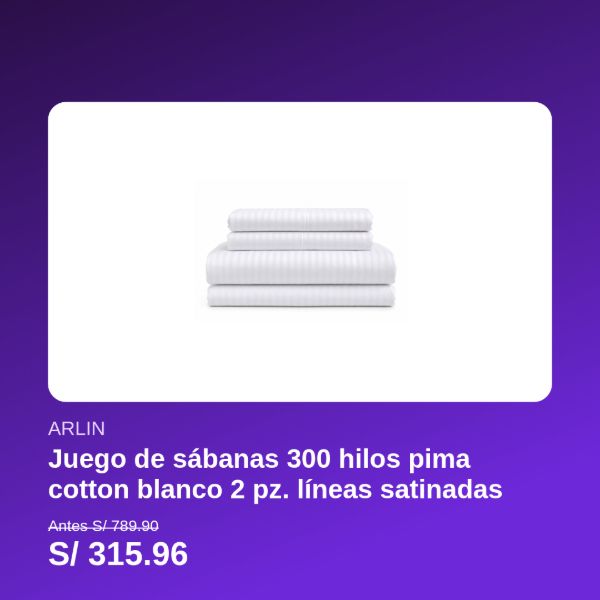 ARLIN
Juego de sábanas 300 hilos pima
cotton blanco 2 pz. líneas satinadas
Antes S/ 789.90
S/ 315.96